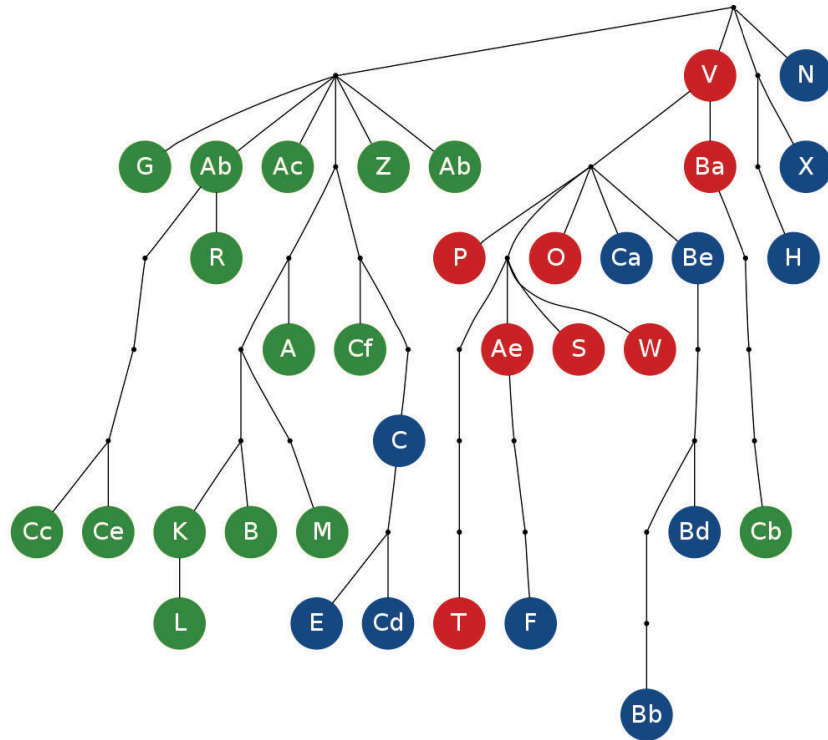 V N
G Ab Ac Z Ab Ba X
R P O Ca Be H
A Cf Ae S W
C
Cc Ce K B M Bd Cb
L E Cd T F
Bb